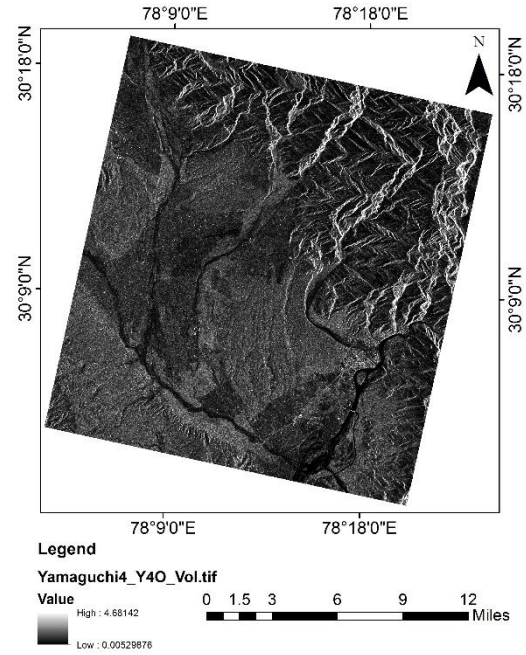 78°9'0"E 78°18'0"E
N
30°18'0"N 30°18'0"N
30°9'0"N 30°9'0"N
78°9'0"E 78°18'0"E
Legend
Yamaguchi4_Y4O_Vol.tif
Value
High : 4.68142
Low : 0.00529876
0 1.5 3 6 9 12
Miles